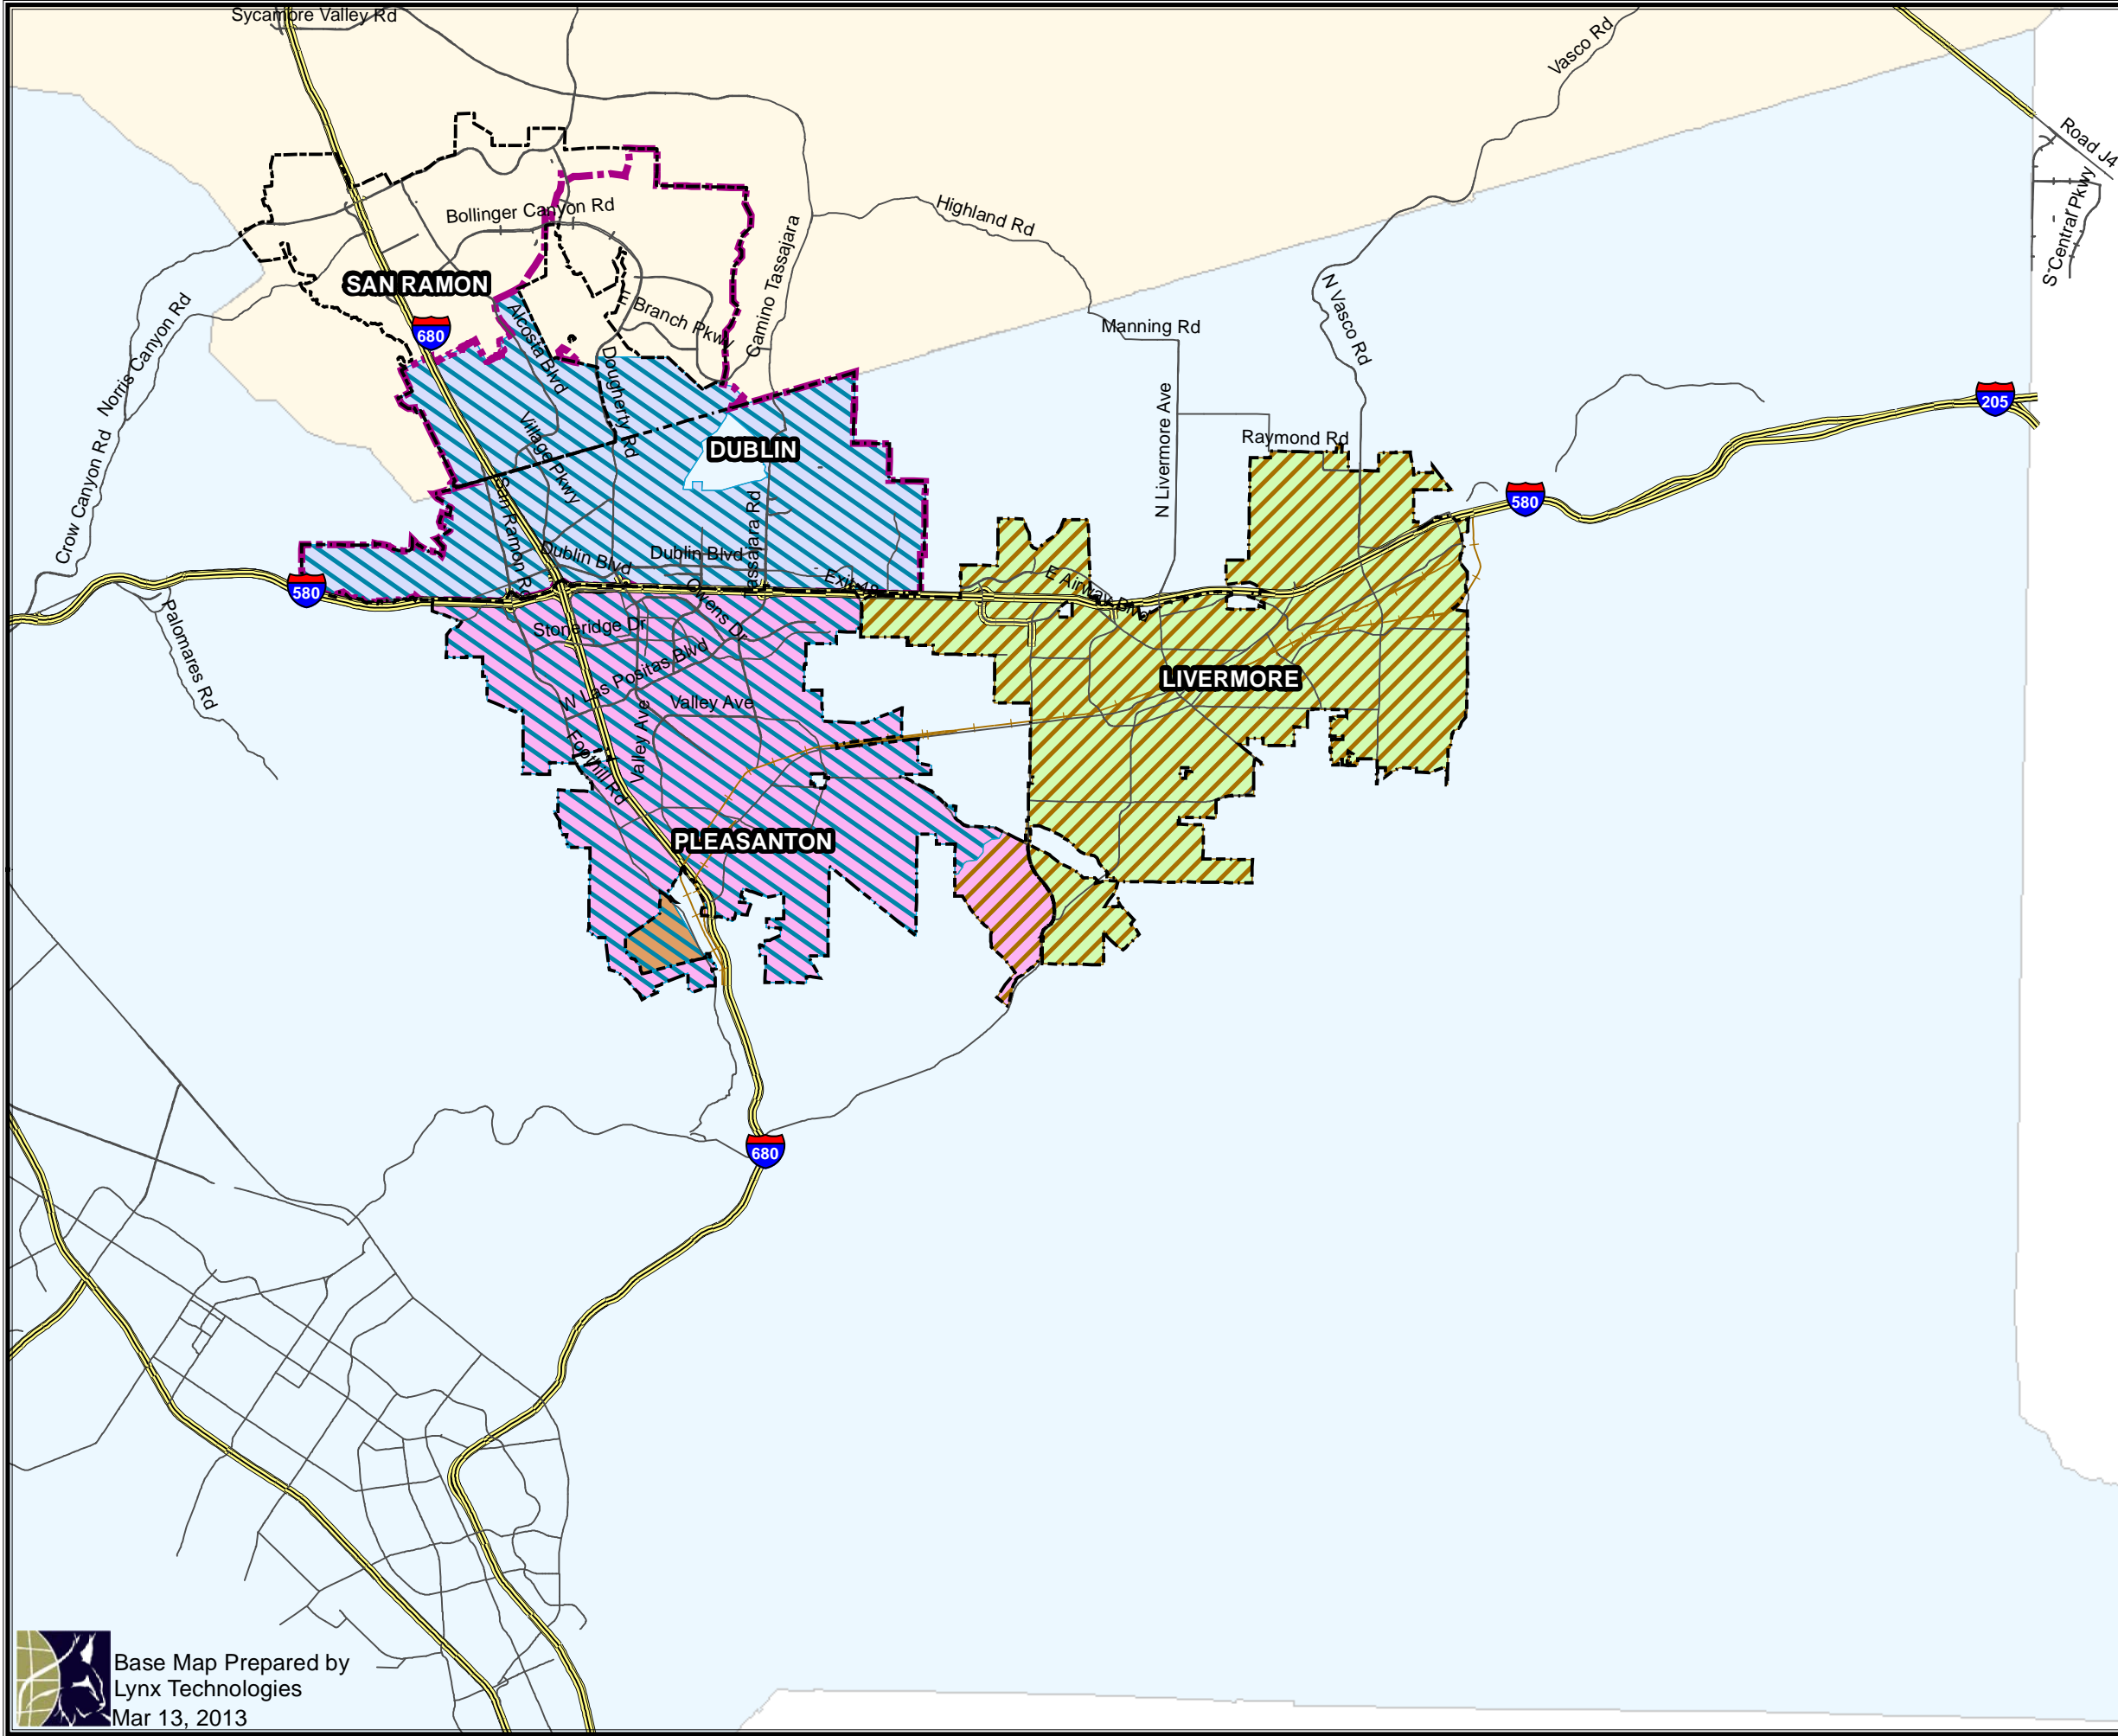 Sycamore Valley Rd
Vasco Rd
Road J4
S Central Pkwy
Bollinger Canyon Rd
Highland Rd
Camino Tassajara
SAN RAMON
680
E Branch Pkwy
Alcosta Blvd
Dougherty Rd
Norris Canyon Rd
Manning Rd
N Vasco Rd
N Livermore Ave
205
Crow Canyon Rd
Village Pkwy
DUBLIN
Raymond Rd
580
San Ramon Rd
Tassajara Rd
Dublin Blvd
Dublin Blvd
580
Exit 48
E Airway Blvd
Palomares Rd
Stoneridge Dr
Owens Dr
W Las Positas Blvd
LIVERMORE
Valley Ave
Valley Ave
Foothill Rd
PLEASANTON
680
Base Map Prepared by
Lynx Technologies
Mar 13, 2013